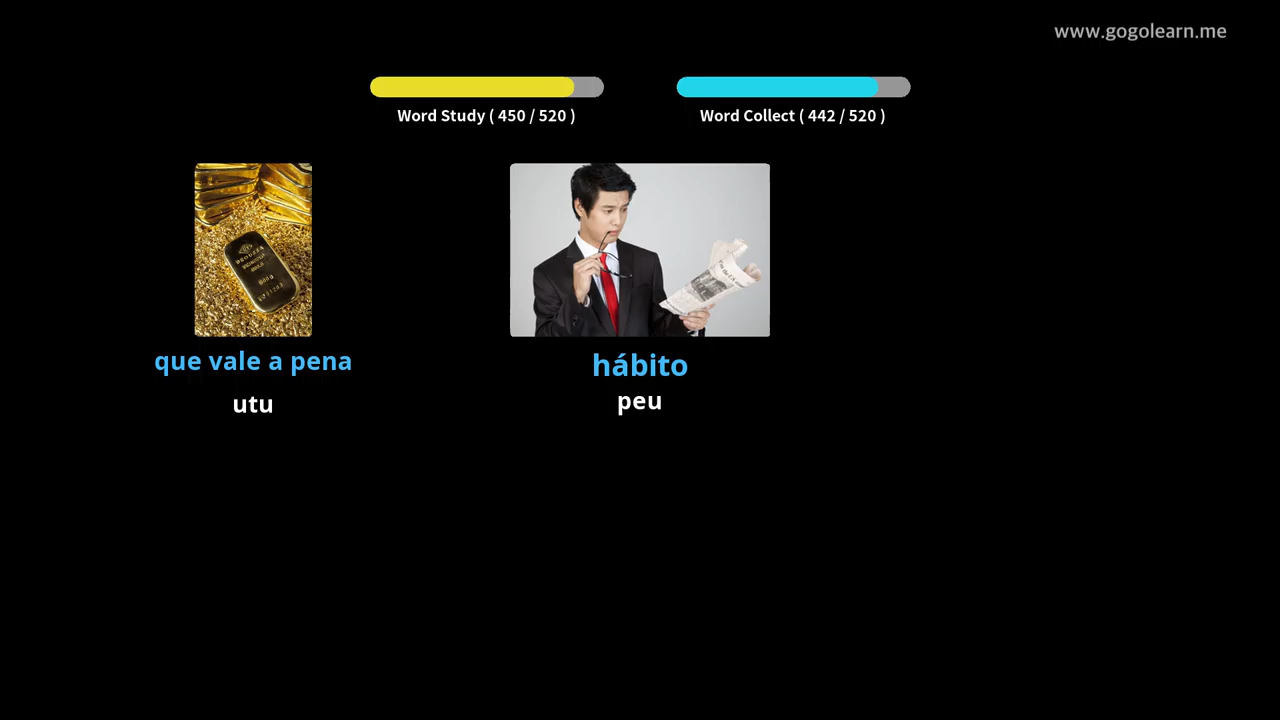 www.gogolearn.me
Word Study ( 450 / 520 )
Word Collect ( 442 / 520 )
que vale a pena
utu
hábito
peu